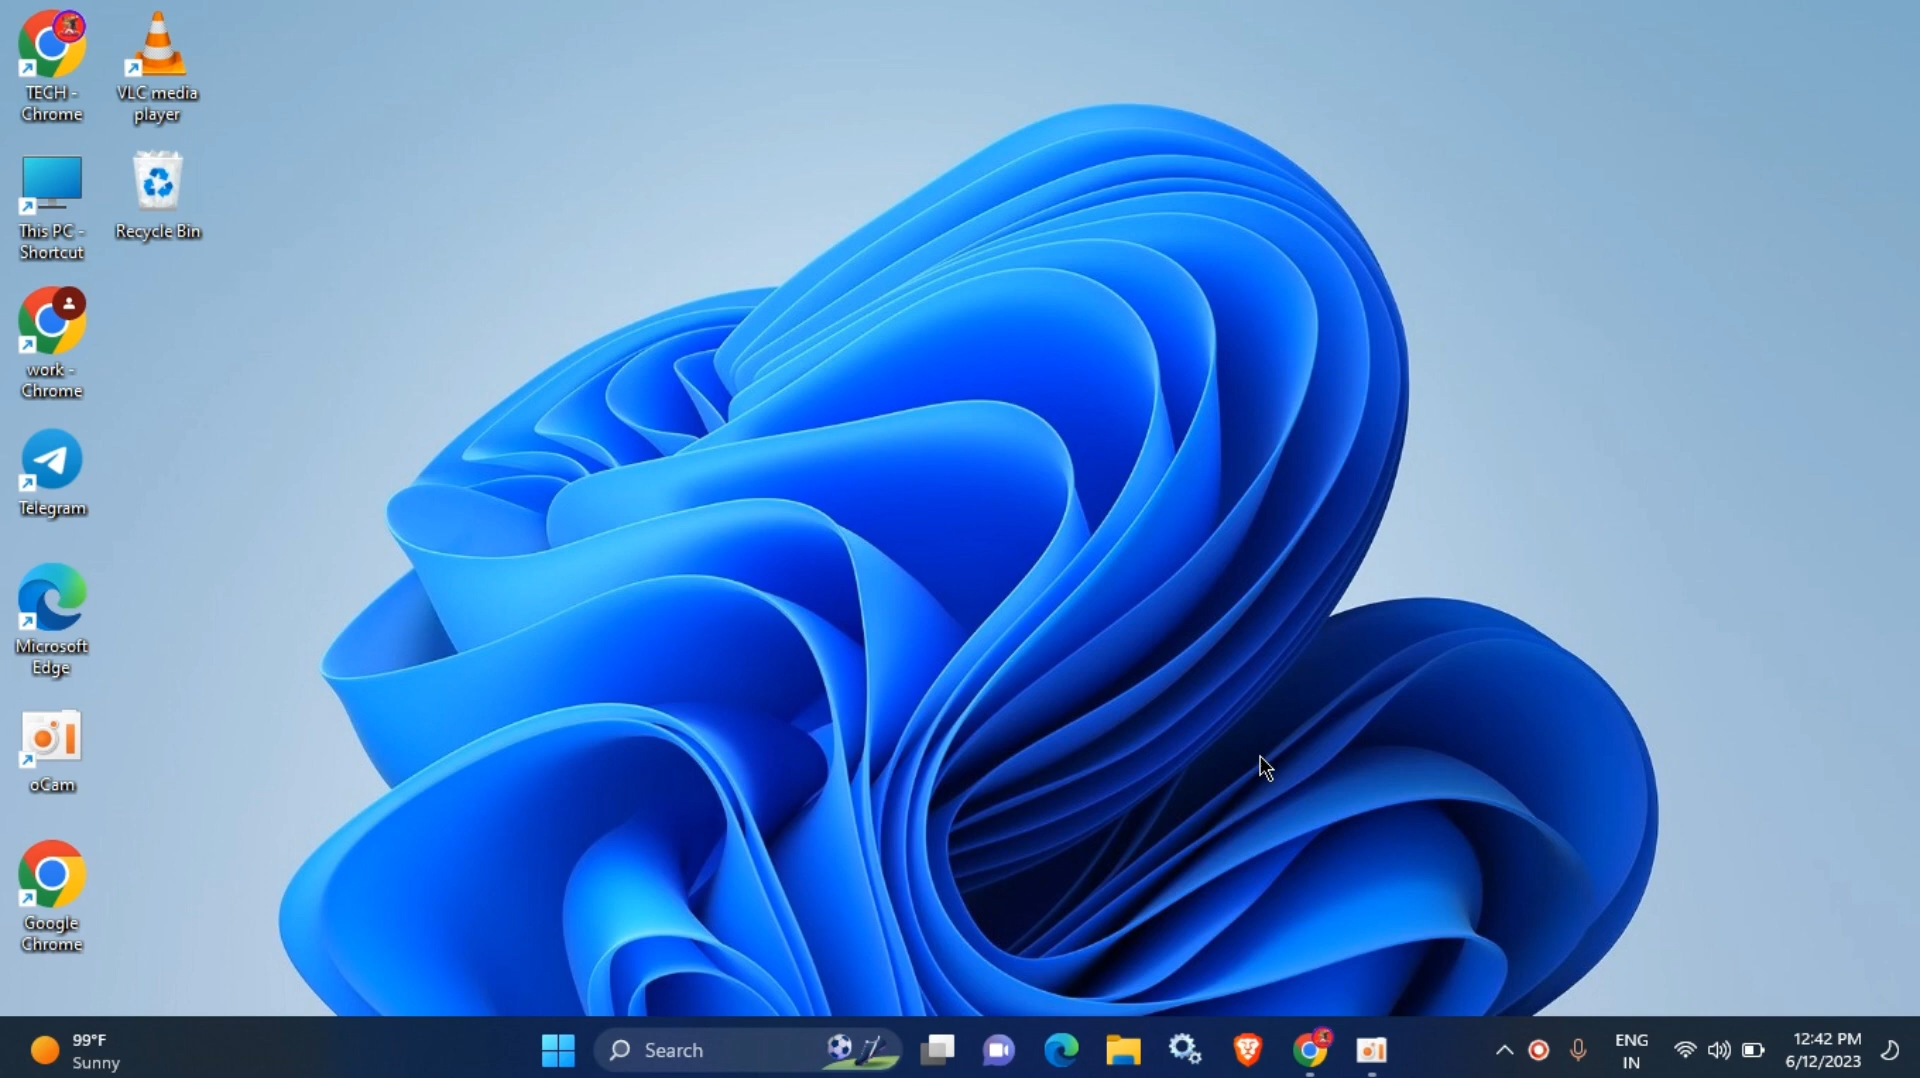 TECH -
Chrome
VLC media
player
This PC -
Shortcut
Recycle Bin
work -
Chrome
Telegram
Microsoft
Edge
oCam
Google
Chrome
99°F
Sunny
Search
ENG
IN
12:42 PM
6/12/2023